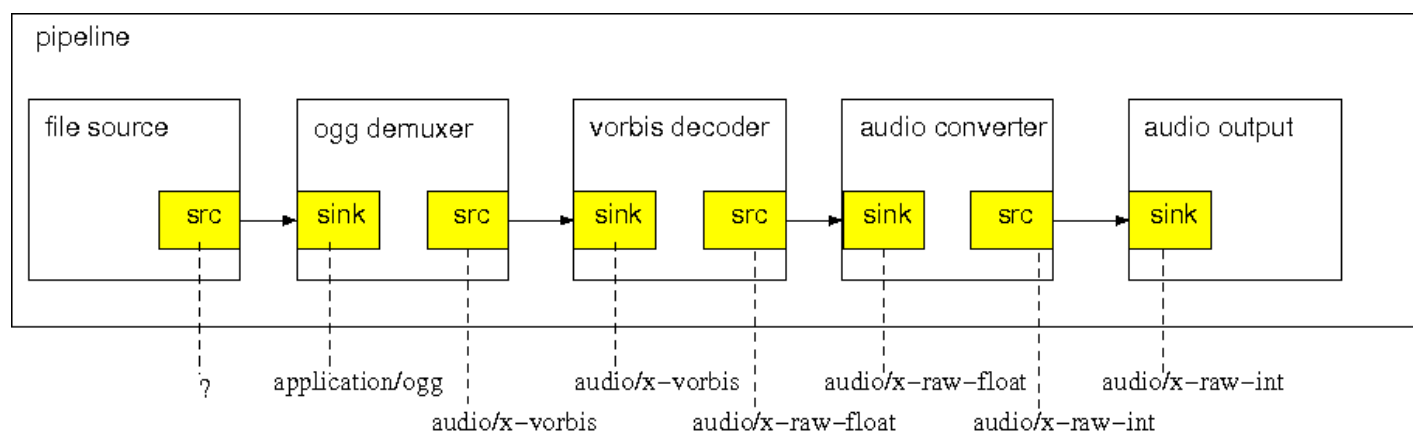 pipeline
file source
ogg demuxer
vorbis decoder
audio converter
audio output
src
sink
src
sink
src
sink
src
sink
?
application/ogg
audio/x-vorbis
audio/x-raw-float
audio/x-raw-int
audio/x-vorbis
audio/x-raw-float
audio/x-raw-int